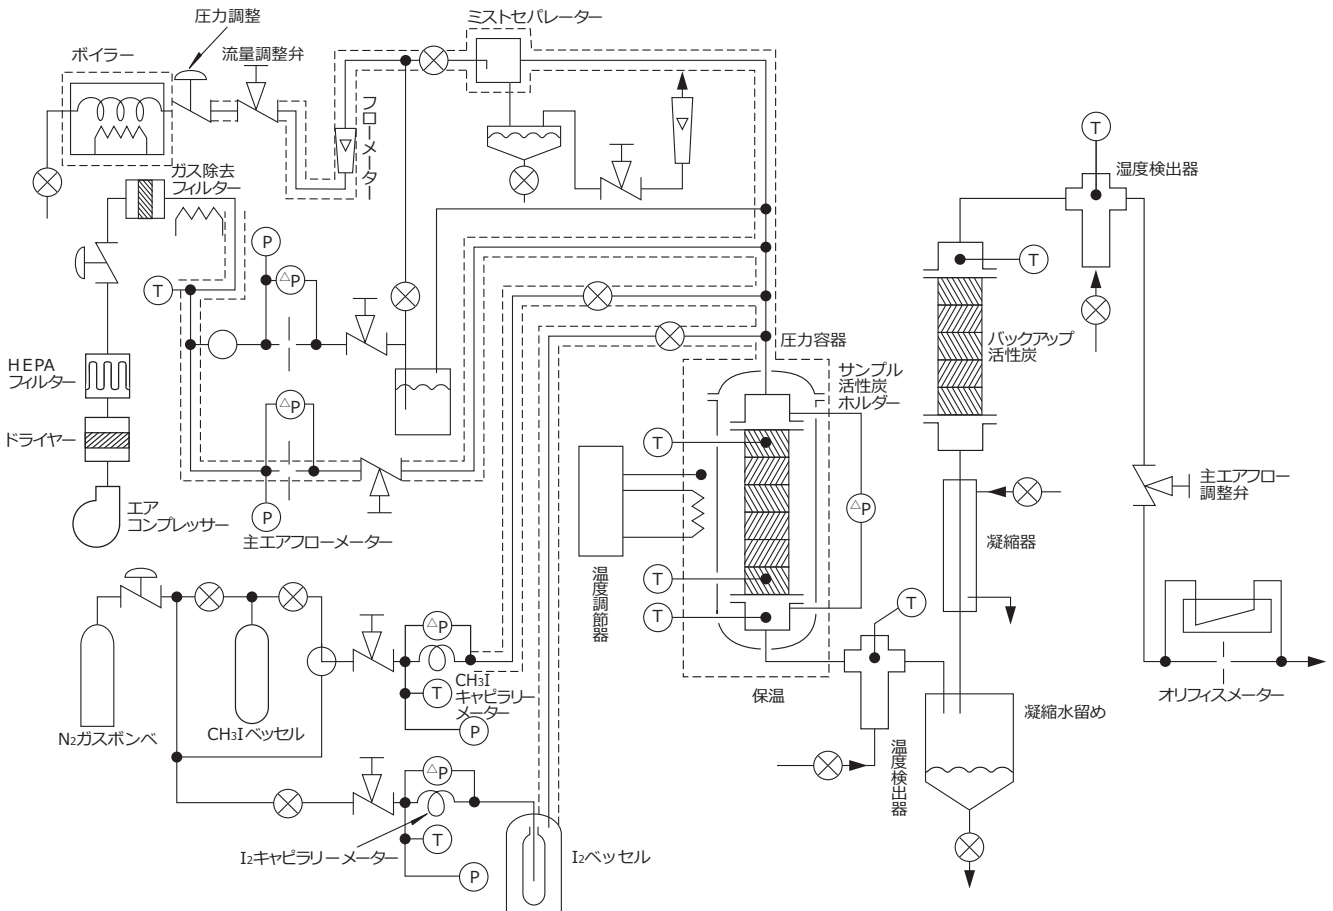 圧力調整
ミストセパレーター
ボイラー
流量調整弁
フローメーター
T
湿度検出器
ガス除去
フィルター
P
△P
T
T
バックアップ
活性炭
圧力容器
HEPA
フィルター
サンプル
活性炭
ホルダー
△P
ドライヤー
T
主エアフロー
調整弁
エア
コンプレッサー
P
主エアフローメーター
△P
凝縮器
温度調節器
T
T
T
△P
CH₃I
キャピラリー
メーター
T
P
保温
オリフィスメーター
N₂ガスボンベ
CH₃Iベッセル
凝縮水留め
温度検出器
△P
T
I₂キャピラリーメーター
P
I₂ベッセル